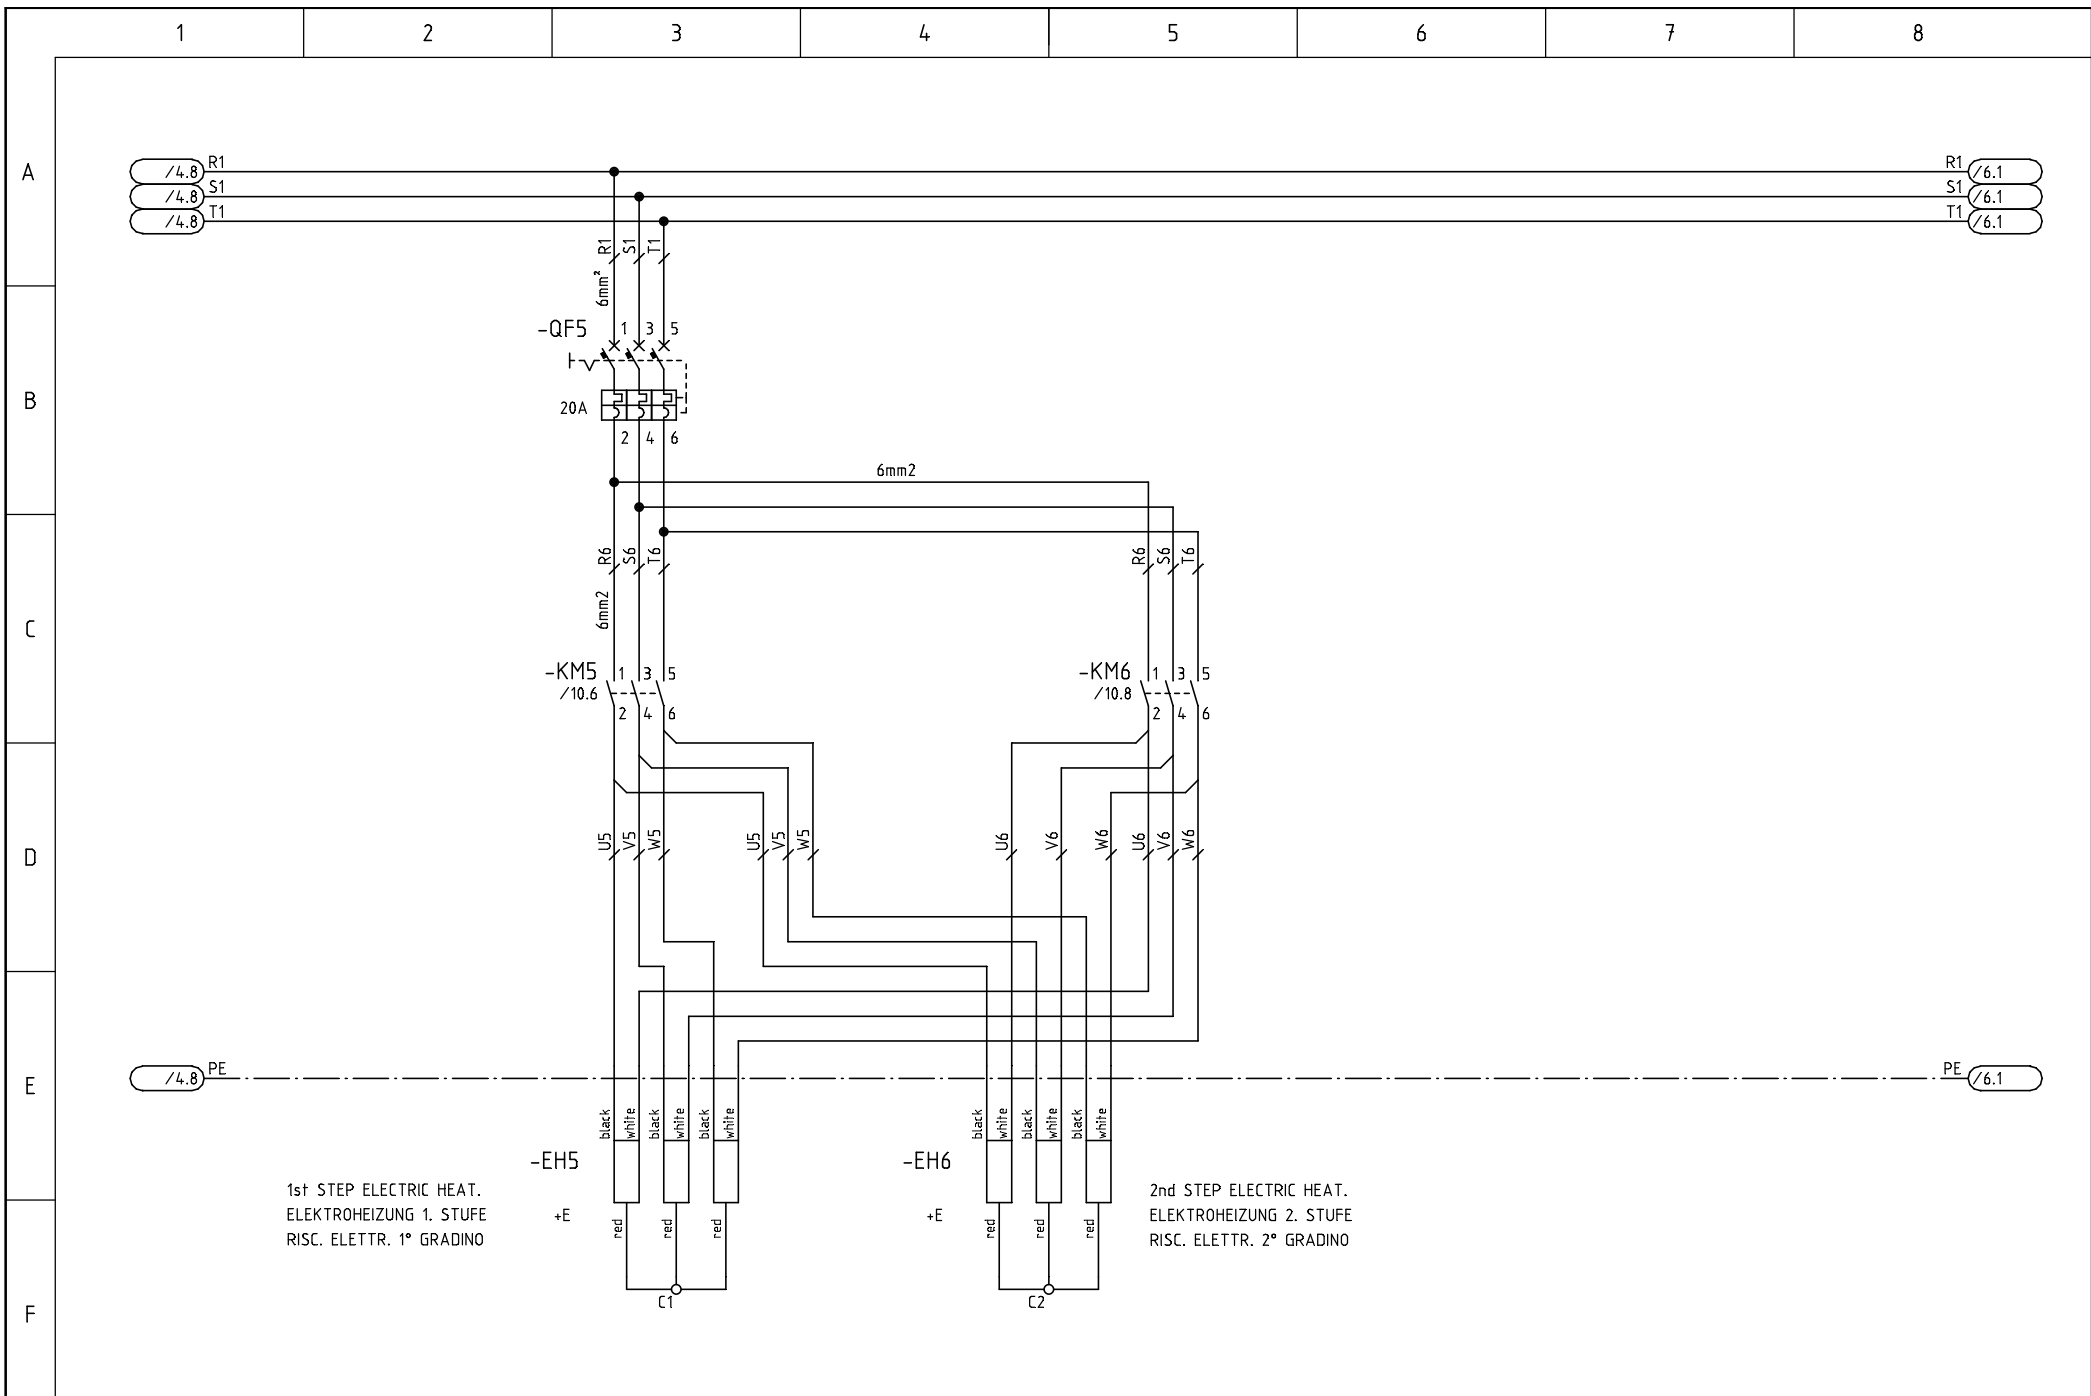 1 2 3 4 5 6 7 8
A
/4.8 R1 R1 /6.1
/4.8 S1 S1 /6.1
/4.8 T1 T1 /6.1
R1 S1 T1
6mm²
-QF5 1 3 5
B
20A
2 4 6
6mm2
R6 S6 T6 R6 S6 T6
6mm2
C
-KM5 1 3 5 -KM6 1 3 5
/10.6 /10.8
2 4 6 2 4 6
U5 V5 W5 U5 V5 W5 U6 V6 W6 U6 V6 W6
D
/4.8 PE PE /6.1
E
black white black white black white black white black white black white
-EH5 -EH6
1st STEP ELECTRIC HEAT. 2nd STEP ELECTRIC HEAT.
ELEKTROHEIZUNG 1. STUFE +E +E ELEKTROHEIZUNG 2. STUFE
RISC. ELETTR. 1° GRADINO red red red red red red RISC. ELETTR. 2° GRADINO
C1 C2
F